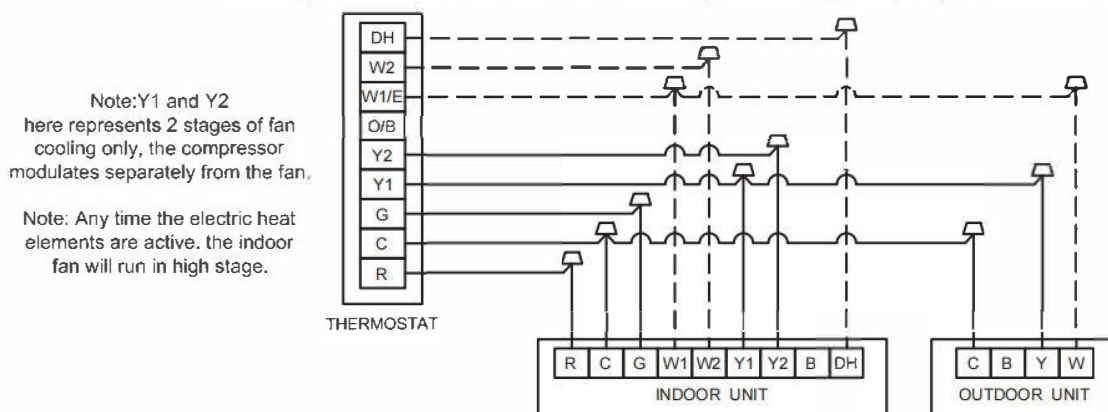 Note:Y1 and Y2
here represents 2 stages of fan
cooling only, the compressor
modulates separately from the fan.
Note: Any time the electric heat
elements are active. the indoor
fan will run in high stage.
DH
W2
W1/E
O/B
Y2
Y1
G
C
R
THERMOSTAT
R C G W1 W2 Y1 Y2 B DH
INDOOR UNIT
C B Y W
OUTDOOR UNIT